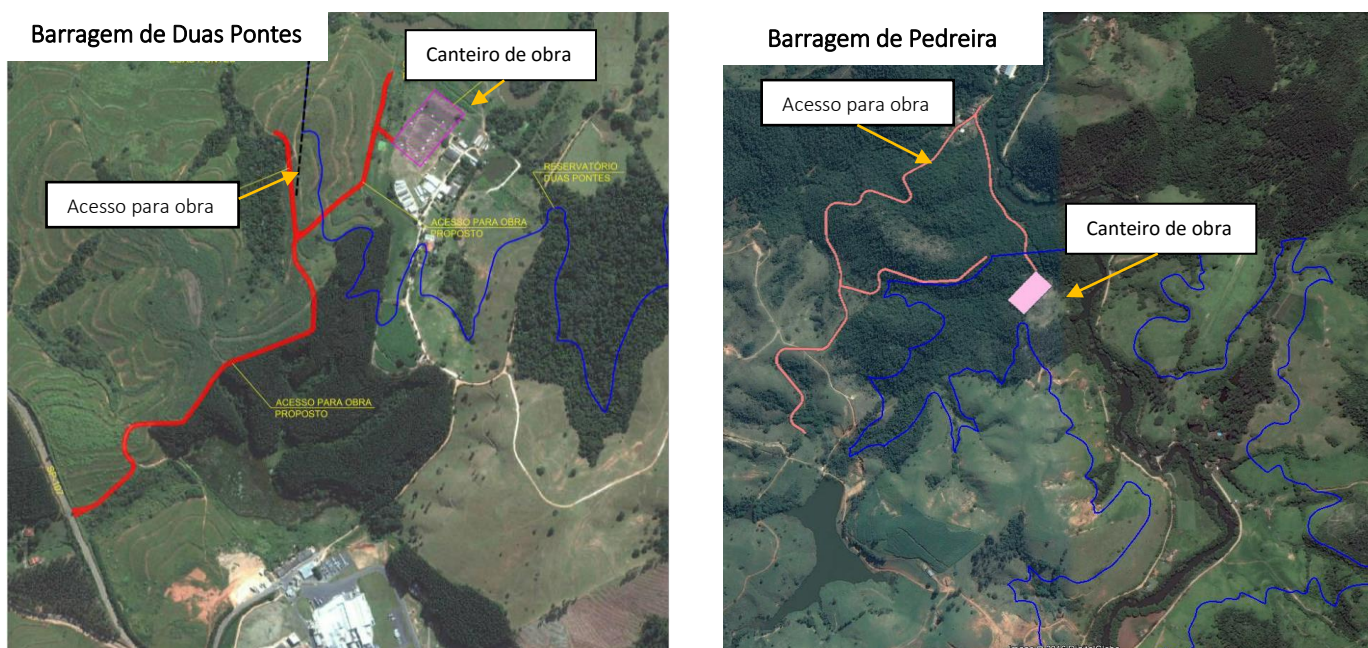 Barragem de Duas Pontes
Canteiro de obra
Acesso para obra
RESERVATÓRIO
DUAS PONTES
ACESSO PARA OBRA
PROPOSTO
ACESSO PARA OBRA
PROPOSTO
Barragem de Pedreira
Acesso para obra
Canteiro de obra